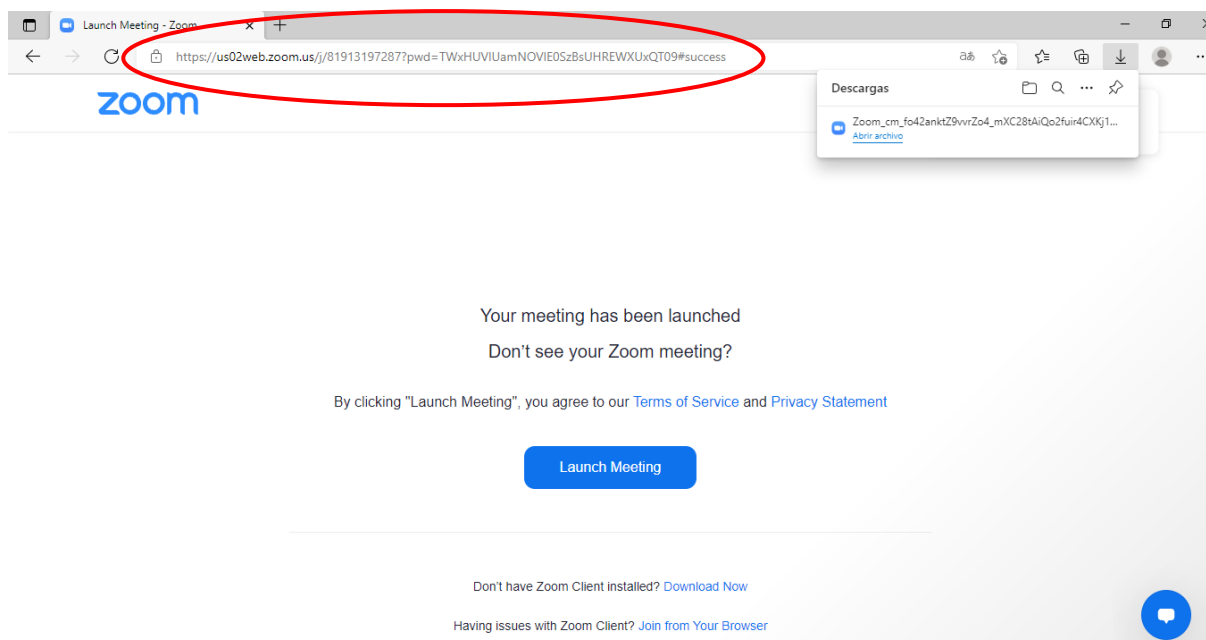 Launch Meeting - Zoom
https://us02web.zoom.us/j/81913197287?pwd=TWxHUVlUamNOVlE0SzBsUHREWXUxQT09#success
zoom
Descargas
Zoom_cm_fo42anktZ9vvrZo4_mXC28tAiQo2fuir4CXKj1...
Abrir archivo
Your meeting has been launched
Don't see your Zoom meeting?
By clicking "Launch Meeting", you agree to our Terms of Service and Privacy Statement
Launch Meeting
Don't have Zoom Client installed? Download Now
Having issues with Zoom Client? Join from Your Browser